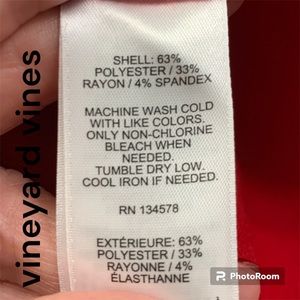 vineyard vines
SHELL: 63%
POLYESTER / 33%
RAYON / 4% SPANDEX
MACHINE WASH COLD
WITH LIKE COLORS.
ONLY NON-CHLORINE
BLEACH WHEN
NEEDED.
TUMBLE DRY LOW.
COOL IRON IF NEEDED.
RN 134578
EXTÉRIEURE: 63%
POLYESTER / 33%
RAYONNE / 4%
ÉLASTHANNE
PhotoRoom